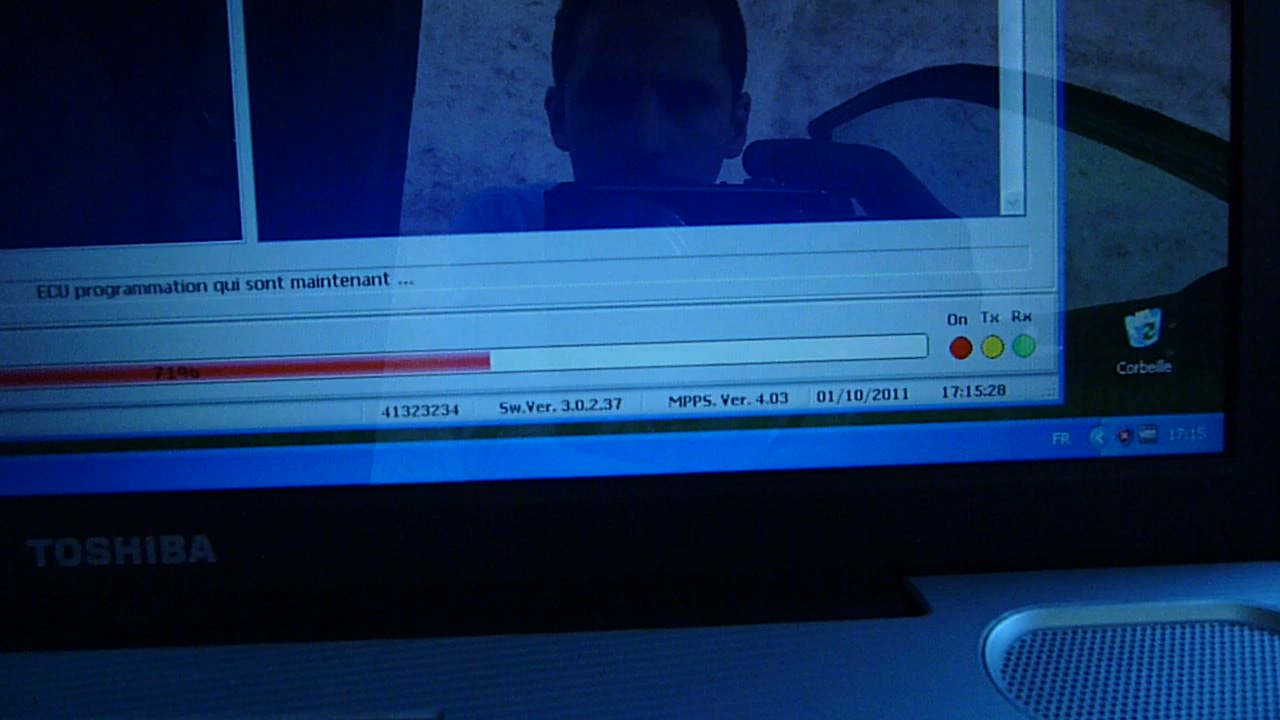 ECU programmation qui sont maintenant ...
On Tx Rx
71%
41323234 Sw.Ver. 3.0.2.37 MPPS. Ver. 4.03 01/10/2011 17:15:28
Corbeille
FR 17:15
TOSHIBA